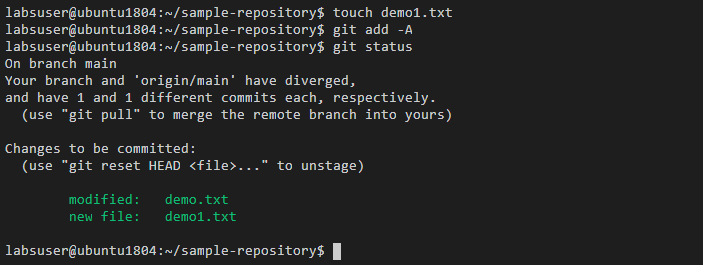 labsuser@ubuntu1804:~/sample-repository$ touch demo1.txt
labsuser@ubuntu1804:~/sample-repository$ git add -A
labsuser@ubuntu1804:~/sample-repository$ git status
On branch main
Your branch and 'origin/main' have diverged,
and have 1 and 1 different commits each, respectively.
  (use "git pull" to merge the remote branch into yours)

Changes to be committed:
  (use "git reset HEAD <file>..." to unstage)

        modified:   demo.txt
        new file:   demo1.txt

labsuser@ubuntu1804:~/sample-repository$